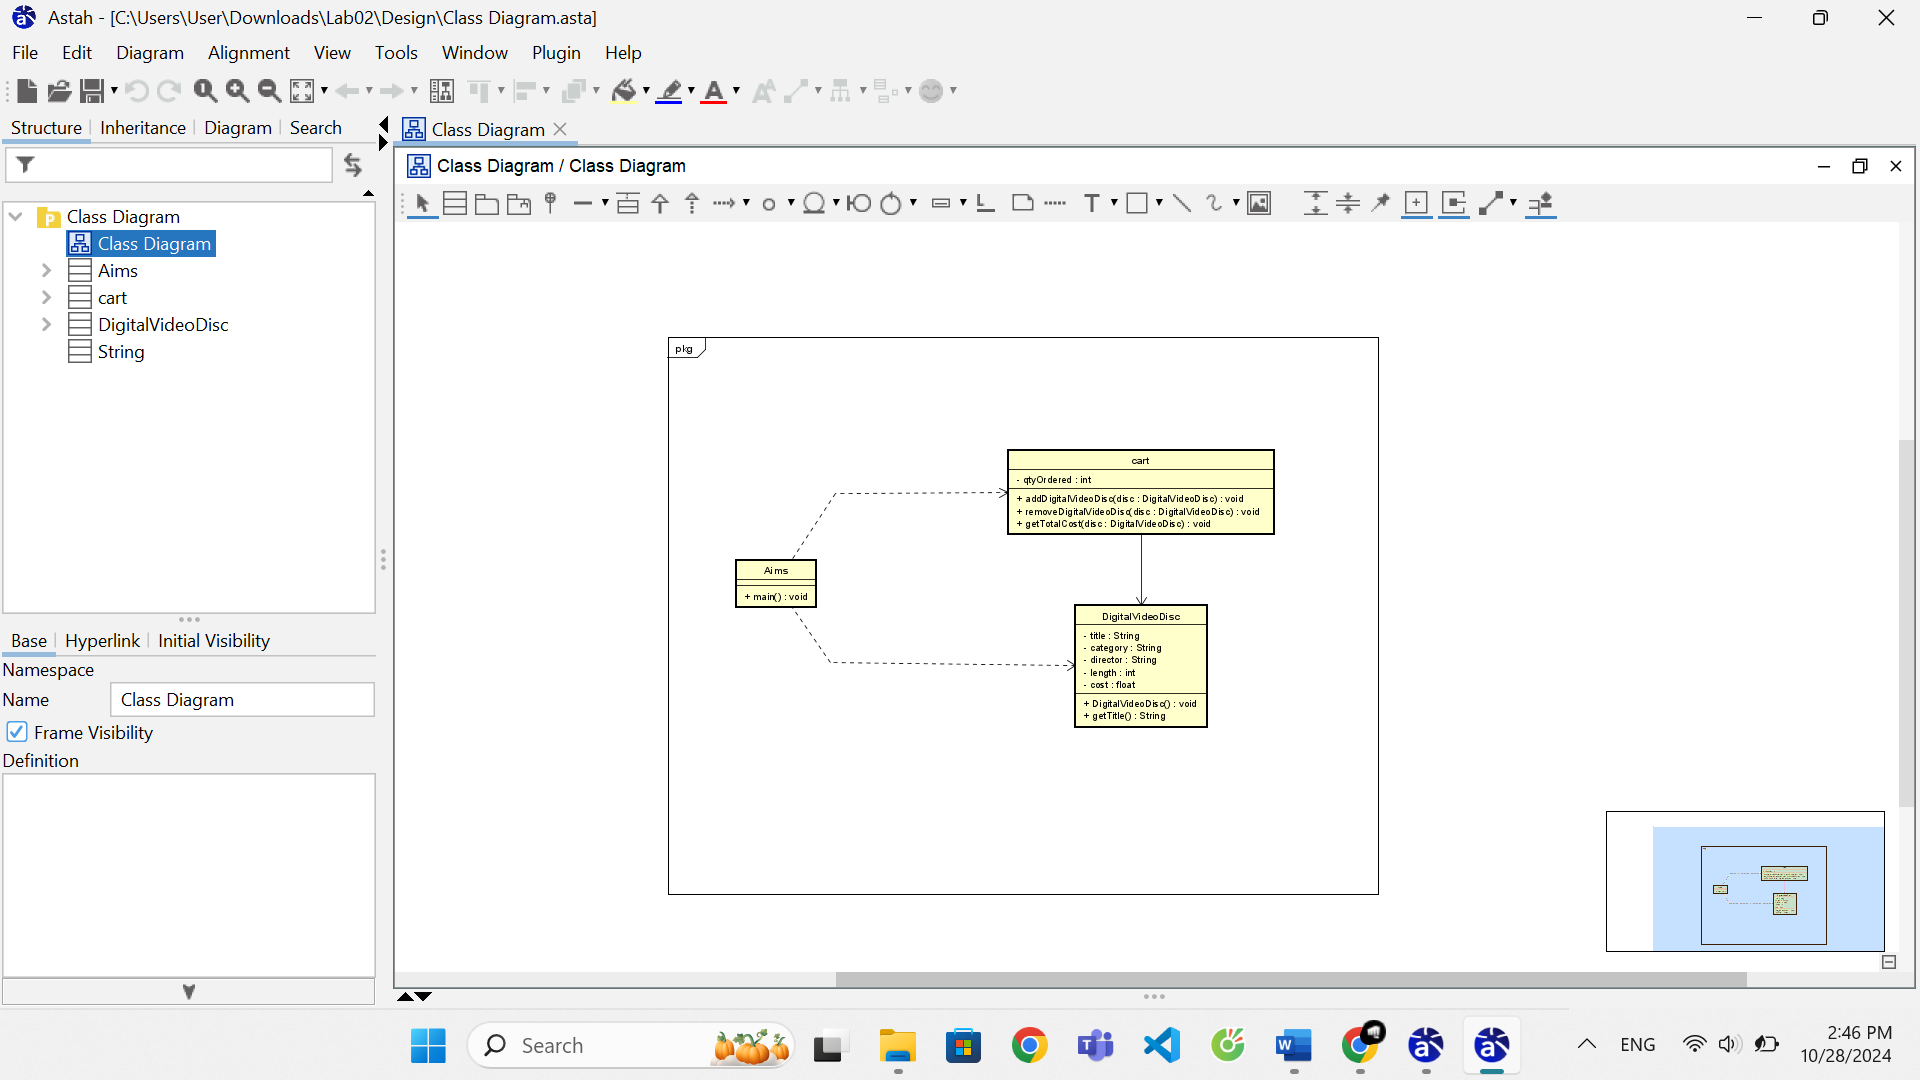 Astah - [C:\Users\User\Downloads\Lab02\Design\Class Diagram.asta]
File Edit Diagram Alignment View Tools Window Plugin Help
Structure Inheritance Diagram Search
Class Diagram
Class Diagram / Class Diagram
Class Diagram
Class Diagram
Aims
cart
DigitalVideoDisc
String
Base Hyperlink Initial Visibility
Namespace
Name Class Diagram
Frame Visibility
Definition
pkg
cart
- qtyOrdered : int
+ addDigitalVideoDisc(disc : DigitalVideoDisc) : void
+ removeDigitalVideoDisc(disc : DigitalVideoDisc) : void
+ getTotalCost(disc : DigitalVideoDisc) : void
Aims
+ main() : void
DigitalVideoDisc
- title : String
- category : String
- director : String
- length : int
- cost : float
+ DigitalVideoDisc() : void
+ getTitle() : String
Search
ENG
2:46 PM
10/28/2024